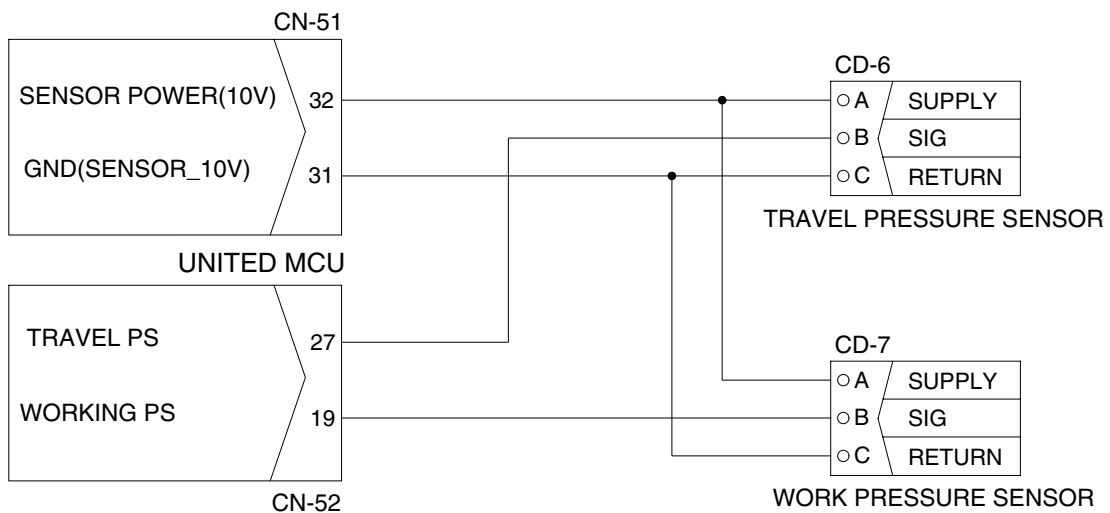 CN-51
SENSOR POWER(10V) 32
GND(SENSOR_10V) 31
UNITED MCU
TRAVEL PS 27
WORKING PS 19
CN-52
CD-6
A SUPPLY
B SIG
C RETURN
TRAVEL PRESSURE SENSOR
CD-7
A SUPPLY
B SIG
C RETURN
WORK PRESSURE SENSOR